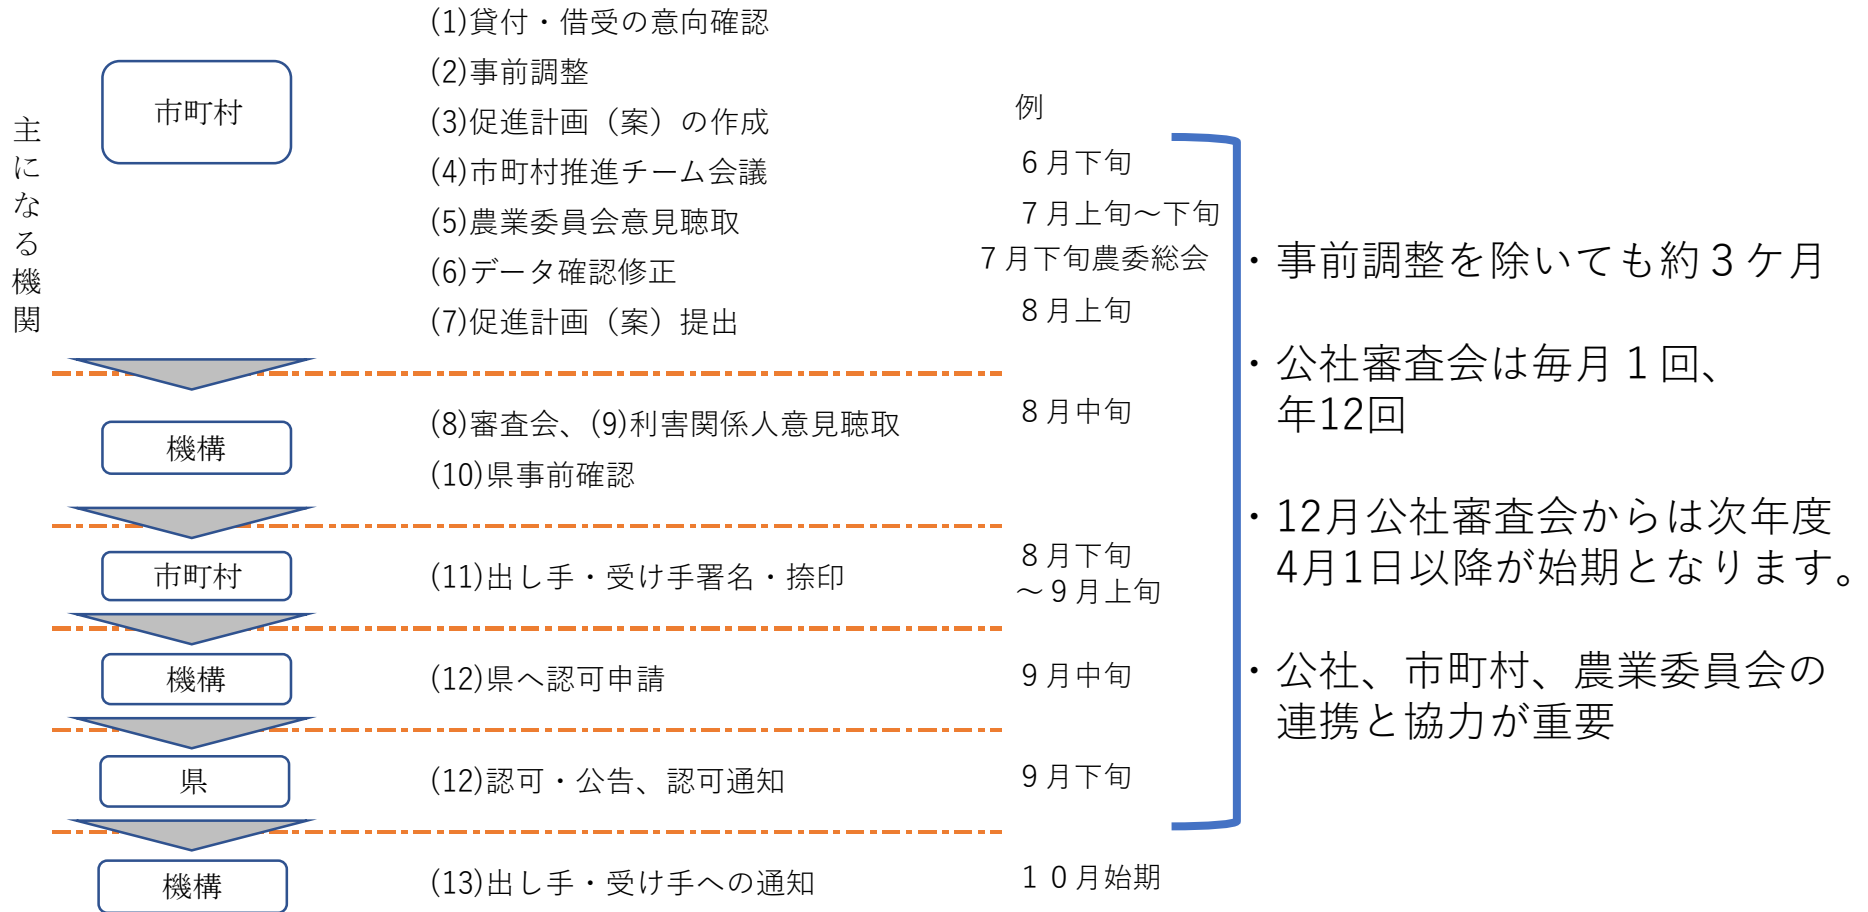 主になる機関
市町村
(1)貸付・借受の意向確認
(2)事前調整
(3)促進計画（案）の作成
(4)市町村推進チーム会議
(5)農業委員会意見聴取
(6)データ確認修正
(7)促進計画（案）提出
例
６月下旬
７月上旬～下旬
７月下旬農委総会
８月上旬
機構
(8)審査会、(9)利害関係人意見聴取
(10)県事前確認
８月中旬
市町村
(11)出し手・受け手署名・捺印
８月下旬
～９月上旬
機構
(12)県へ認可申請
９月中旬
県
(12)認可・公告、認可通知
９月下旬
機構
(13)出し手・受け手への通知
１０月始期
・事前調整を除いても約３ケ月
・公社審査会は毎月１回、
年12回
・12月公社審査会からは次年度
4月1日以降が始期となります。
・公社、市町村、農業委員会の
連携と協力が重要